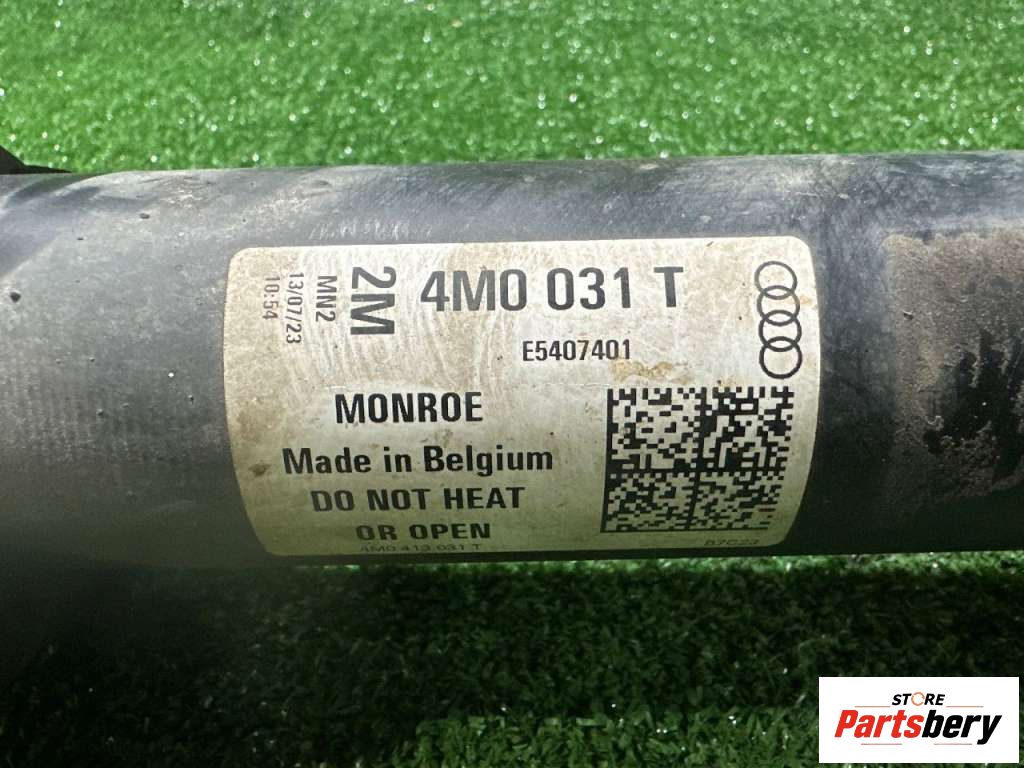 2M
MN2
13/07/23
10:54
4M0 031 T
E5407401
MONROE
Made in Belgium
DO NOT HEAT
OR OPEN
4M0 413 031 T
STORE
Partsbery